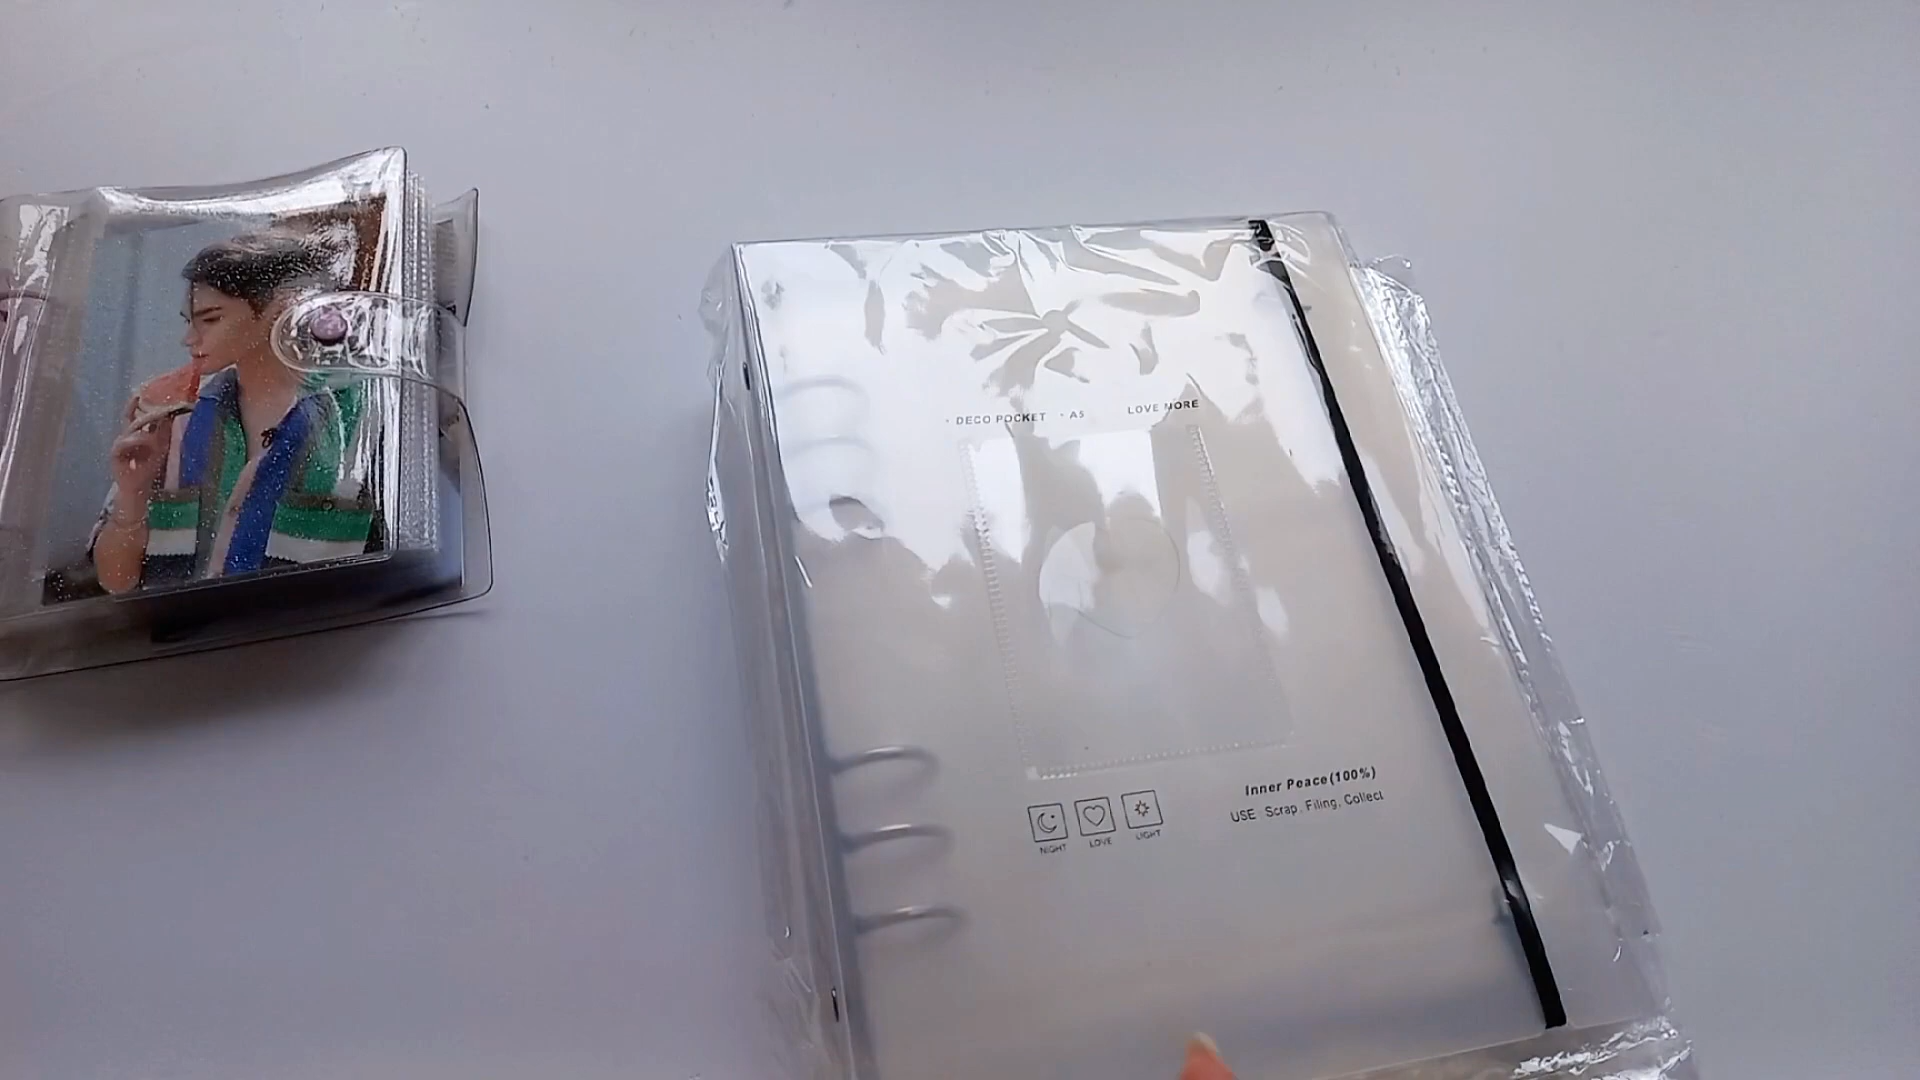 • DECO POCKET • A5 LOVE MORE
NIGHT LOVE LIGHT
Inner Peace(100%)
USE Scrap, Filing, Collect